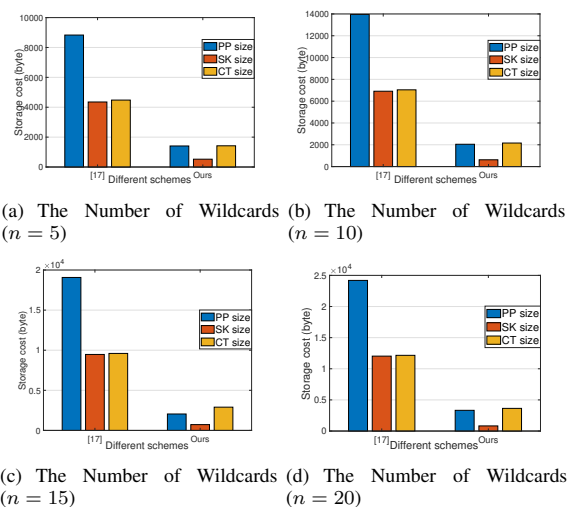 10000
8000
6000
4000
2000
0
Storage cost (byte)
PP size
SK size
CT size
[17]
Ours
Different schemes
(a) The Number of Wildcards
(n = 5)
14000
12000
10000
8000
6000
4000
2000
0
Storage cost (byte)
PP size
SK size
CT size
[17]
Ours
Different schemes
(b) The Number of Wildcards
(n = 10)
×10⁴
2
1.5
1
0.5
0
Storage cost (byte)
PP size
SK size
CT size
[17]
Ours
Different schemes
(c) The Number of Wildcards
(n = 15)
×10⁴
2.5
2
1.5
1
0.5
0
Storage cost (byte)
PP size
SK size
CT size
[17]
Ours
Different schemes
(d) The Number of Wildcards
(n = 20)